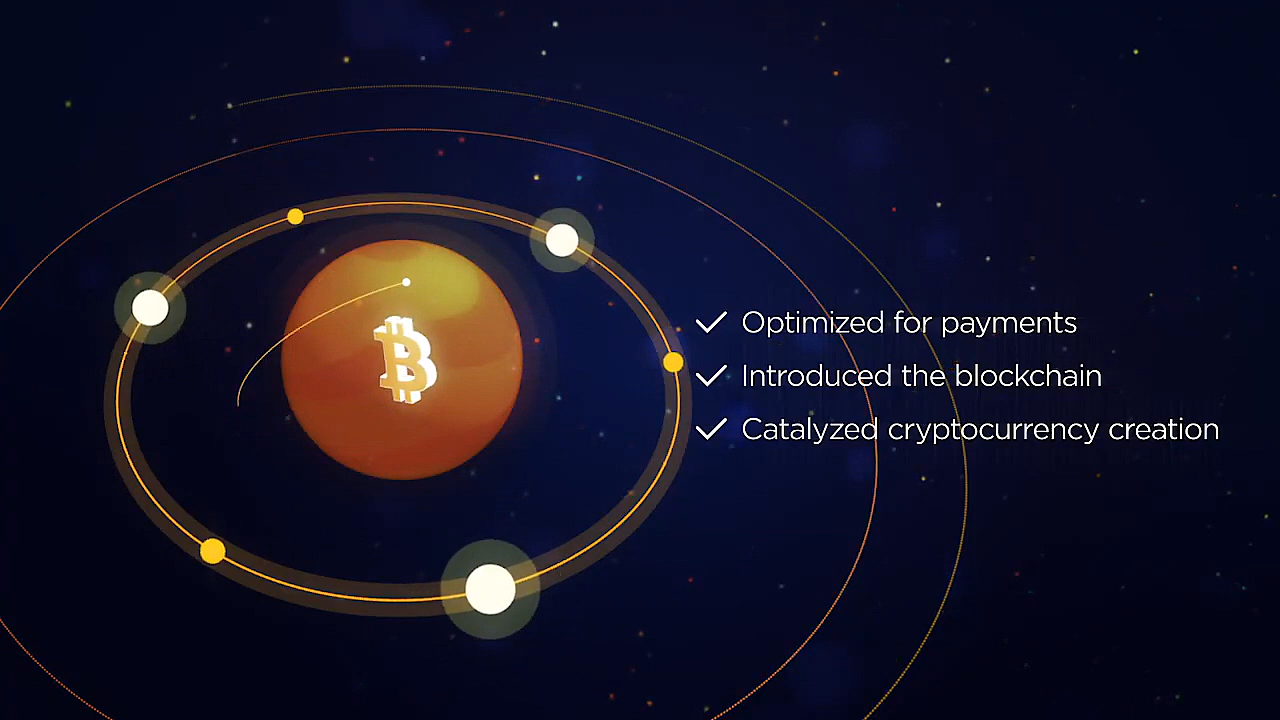 Optimized for payments
Introduced the blockchain
Catalyzed cryptocurrency creation